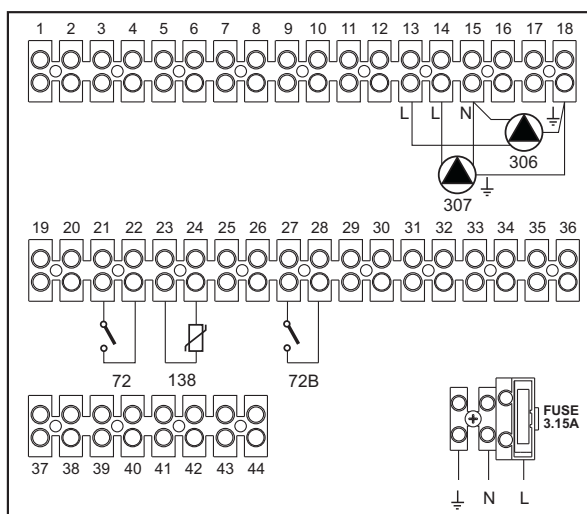 1 2 3 4 5 6 7 8 9 10 11 12 13 14 15 16 17 18
L L N
306
307
19 20 21 22 23 24 25 26 27 28 29 30 31 32 33 34 35 36
72 138 72B
FUSE
3.15A
37 38 39 40 41 42 43 44
N L